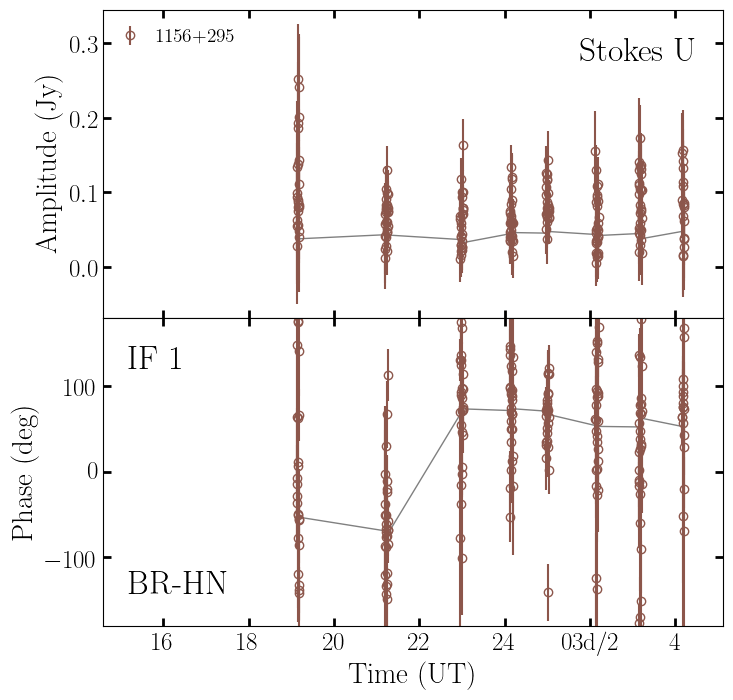 1156+295
Stokes U
0.3
0.2
0.1
0.0
Amplitude (Jy)
IF 1
100
0
−100
Phase (deg)
BR-HN
16 18 20 22 24 03d/2 4
Time (UT)